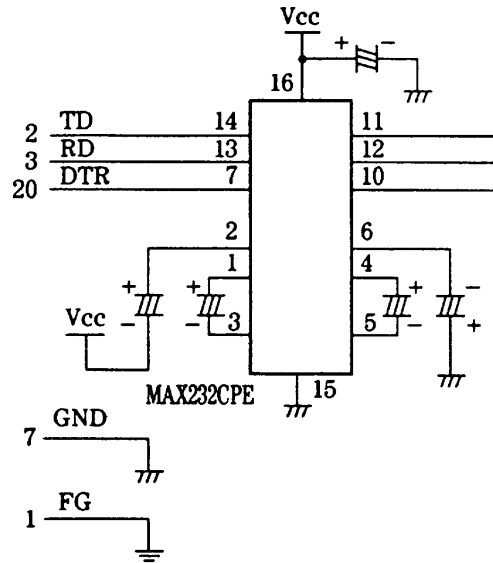 Vcc
+ −
16
2 TD 14 11
3 RD 13 12
20 DTR 7 10
2 6
1 4
+ + + −
Vcc − − − +
3 5
MAX232CPE 15
7 GND
1 FG